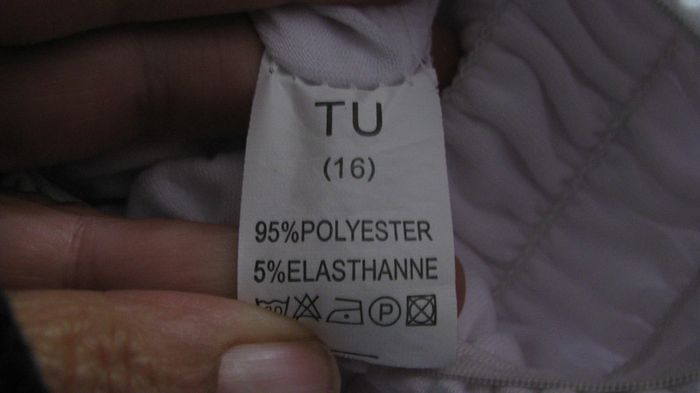 TU
(16)
95%POLYESTER
5%ELASTHANNE
P